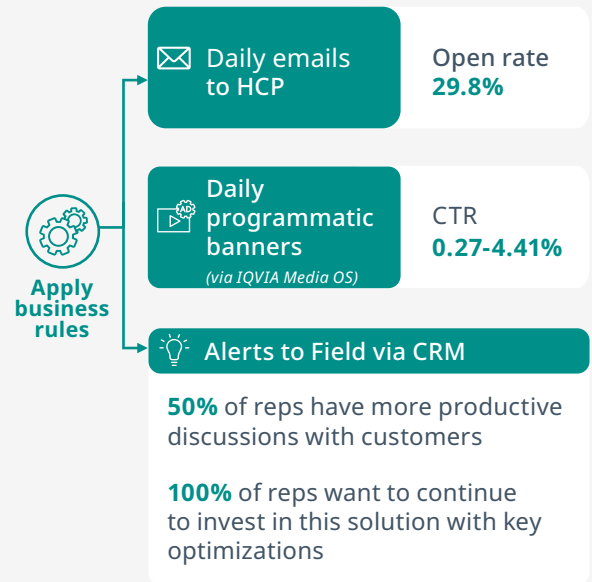 Daily emails
to HCP
Open rate
29.8%
AD
Daily
programmatic
banners
(via IQVIA Media OS)
CTR
0.27-4.41%
Apply
business
rules
Alerts to Field via CRM
50% of reps have more productive
discussions with customers
100% of reps want to continue
to invest in this solution with key
optimizations